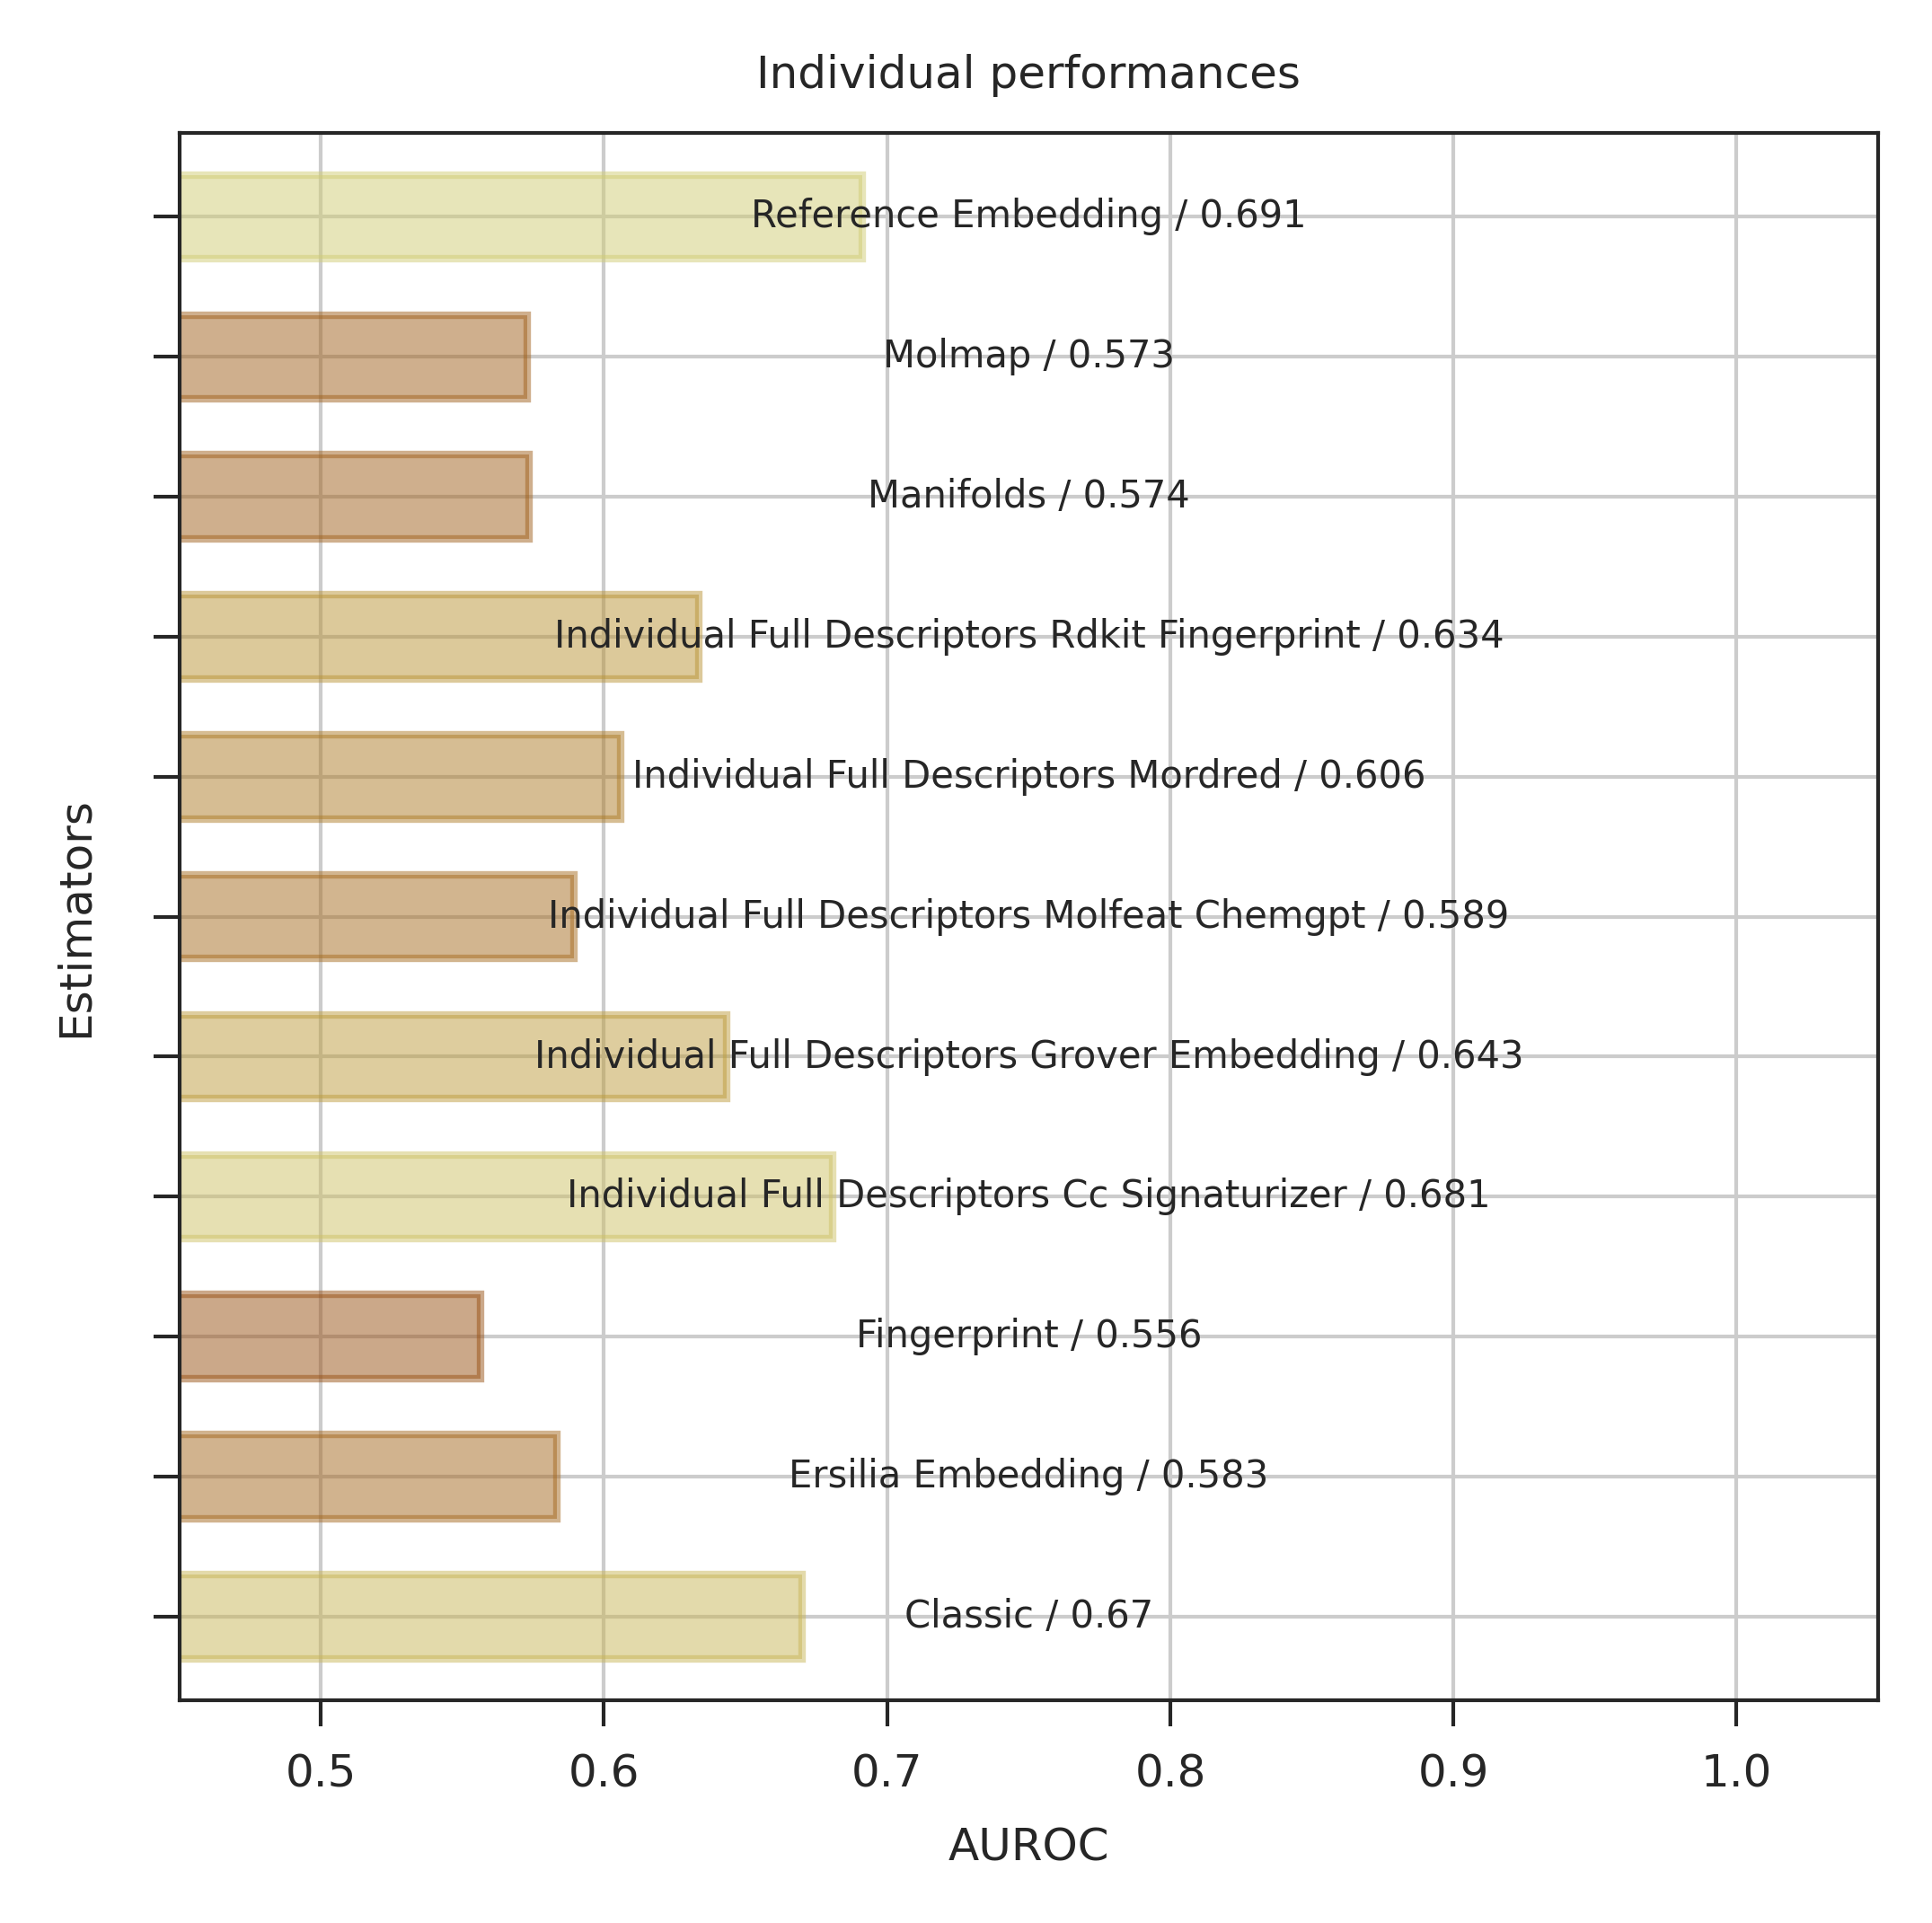 Individual performances
Reference Embedding / 0.691
Molmap / 0.573
Manifolds / 0.574
Individual Full Descriptors Rdkit Fingerprint / 0.634
Individual Full Descriptors Mordred / 0.606
Individual Full Descriptors Molfeat Chemgpt / 0.589
Individual Full Descriptors Grover Embedding / 0.643
Individual Full Descriptors Cc Signaturizer / 0.681
Fingerprint / 0.556
Ersilia Embedding / 0.583
Classic / 0.67
Estimators
0.5 0.6 0.7 0.8 0.9 1.0
AUROC